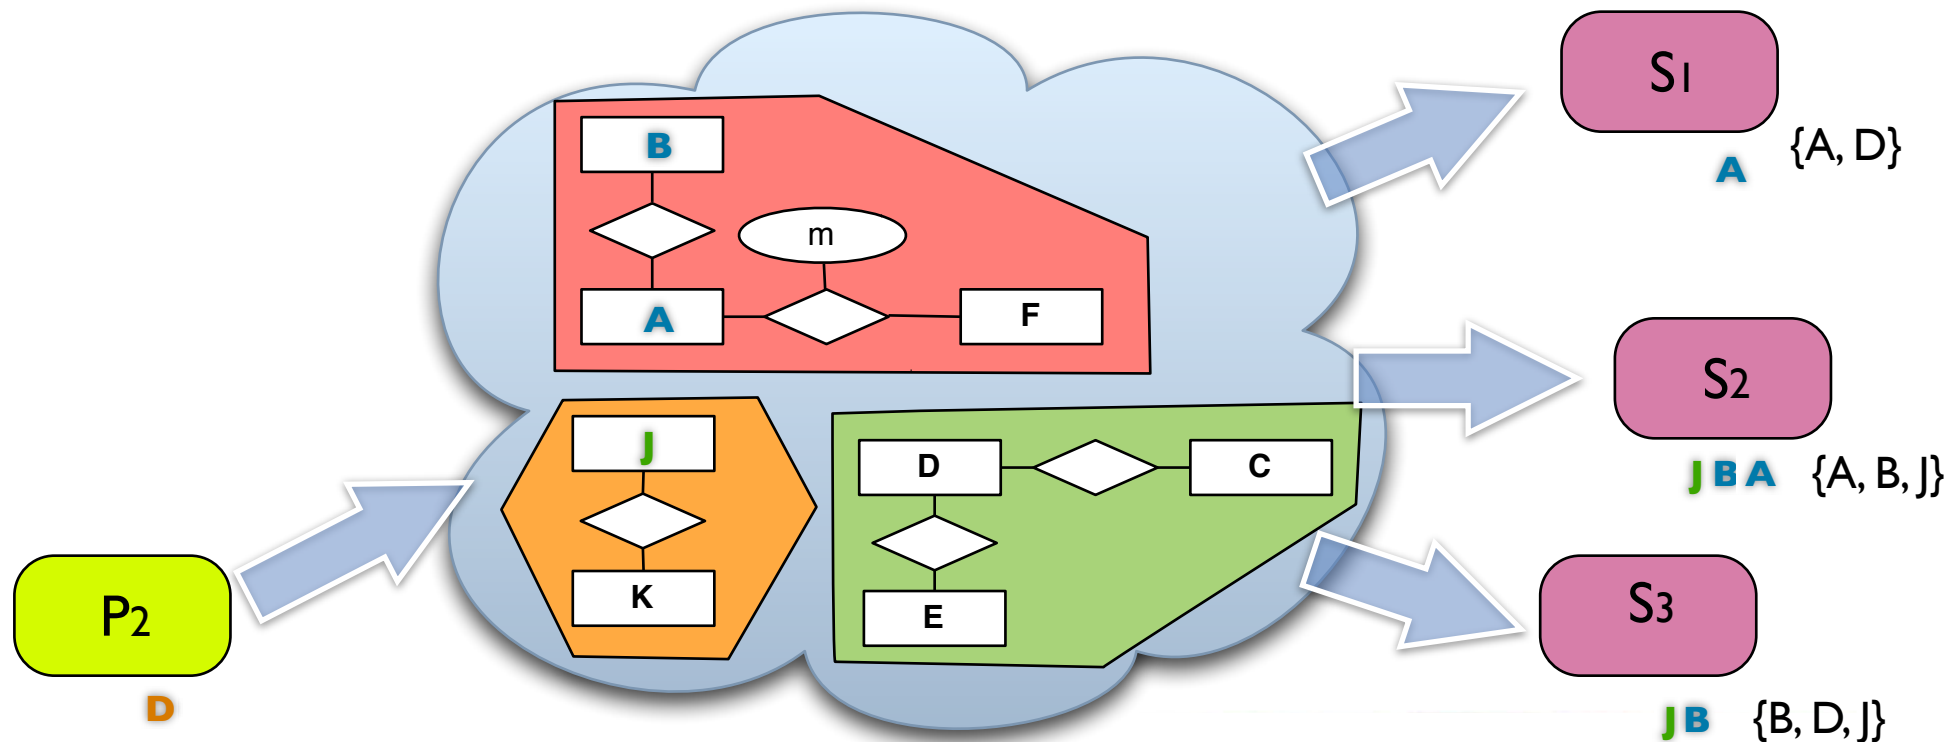 S1
{A, D}
A
B
m
A
F
S2
J B A {A, B, J}
J
D
C
K
E
P2
D
S3
J B {B, D, J}